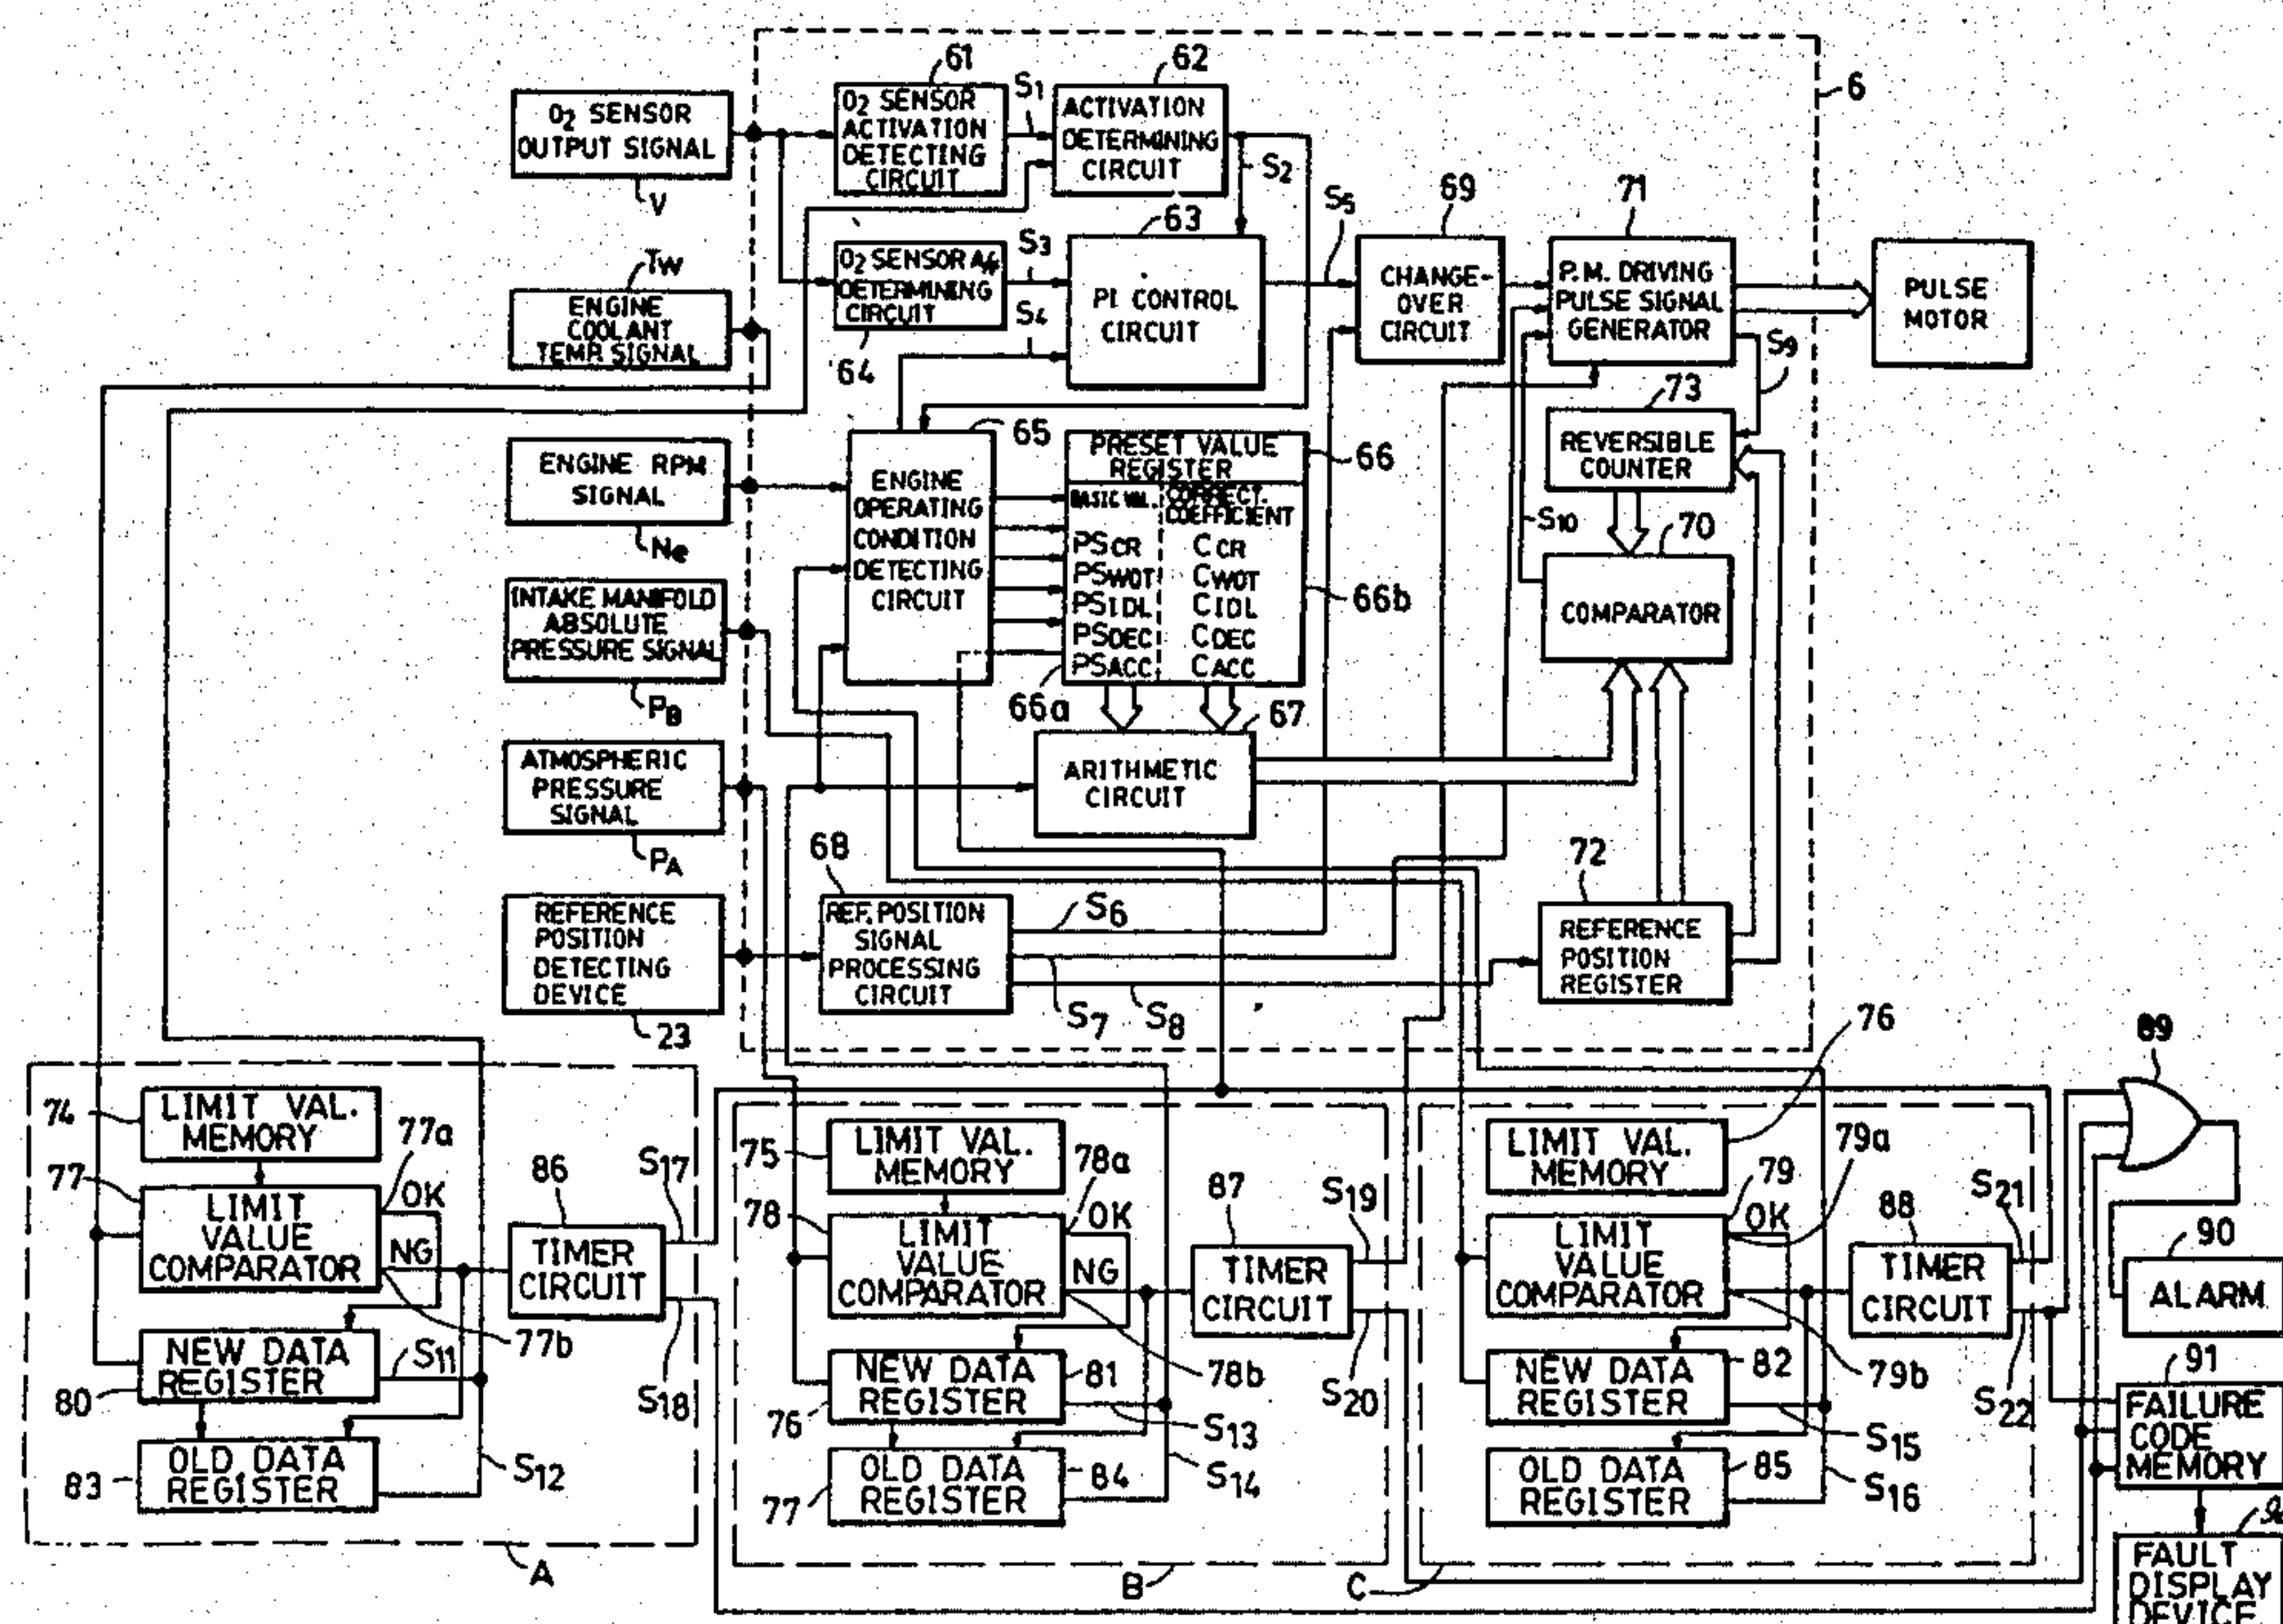 61
62
6
O2 SENSOR
OUTPUT SIGNAL
V
O2 SENSOR
ACTIVATION
DETECTING
CIRCUIT
S1
ACTIVATION
DETERMINING
CIRCUIT
S2
Tw
ENGINE
COOLANT
TEMP. SIGNAL
O2 SENSOR A/F
DETERMINING
CIRCUIT
64
S3
S4
63
PI CONTROL
CIRCUIT
S5
69
CHANGE-
OVER
CIRCUIT
71
P.M. DRIVING
PULSE SIGNAL
GENERATOR
S9
PULSE
MOTOR
73
REVERSIBLE
COUNTER
S10
70
COMPARATOR
ENGINE RPM
SIGNAL
Ne
65
ENGINE
OPERATING
CONDITION
DETECTING
CIRCUIT
PRESET VALUE
REGISTER
66
BASIC VAL.
CORRECT.
COEFFICIENT
PSCR CCR
PSWOT CWOT
PSIDL CIDL
PSDEC CDEC
PSACC CACC
66b
66a
67
INTAKE MANIFOLD
ABSOLUTE
PRESSURE SIGNAL
PB
ATMOSPHERIC
PRESSURE
SIGNAL
PA
ARITHMETIC
CIRCUIT
68
REFERENCE
POSITION
DETECTING
DEVICE
23
REF. POSITION
SIGNAL
PROCESSING
CIRCUIT
S6
S7
S8
72
REFERENCE
POSITION
REGISTER
74
LIMIT VAL.
MEMORY
77a
77
OK
LIMIT
VALUE
COMPARATOR
NG
86
TIMER
CIRCUIT
S17
S18
77b
NEW DATA
REGISTER
S11
80
OLD DATA
REGISTER
83
S12
A
75
LIMIT VAL.
MEMORY
78a
78
OK
LIMIT
VALUE
COMPARATOR
NG
87
TIMER
CIRCUIT
S19
S20
78b
NEW DATA
REGISTER
81
76
S13
OLD DATA
REGISTER
84
77
S14
B
76
LIMIT VAL.
MEMORY
79a
79
OK
LIMIT
VALUE
COMPARATOR
88
TIMER
CIRCUIT
S21
S22
79b
NEW DATA
REGISTER
82
S15
OLD DATA
REGISTER
85
S16
C
89
90
ALARM
91
FAILURE
CODE
MEMORY
FAULT
DISPLAY
DEVICE